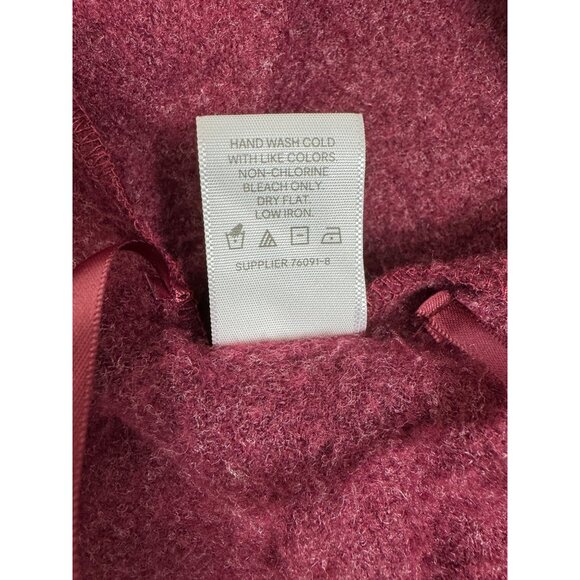 HAND WASH COLD
WITH LIKE COLORS.
NON-CHLORINE
BLEACH ONLY.
DRY FLAT.
LOW IRON.
SUPPLIER 76091-8